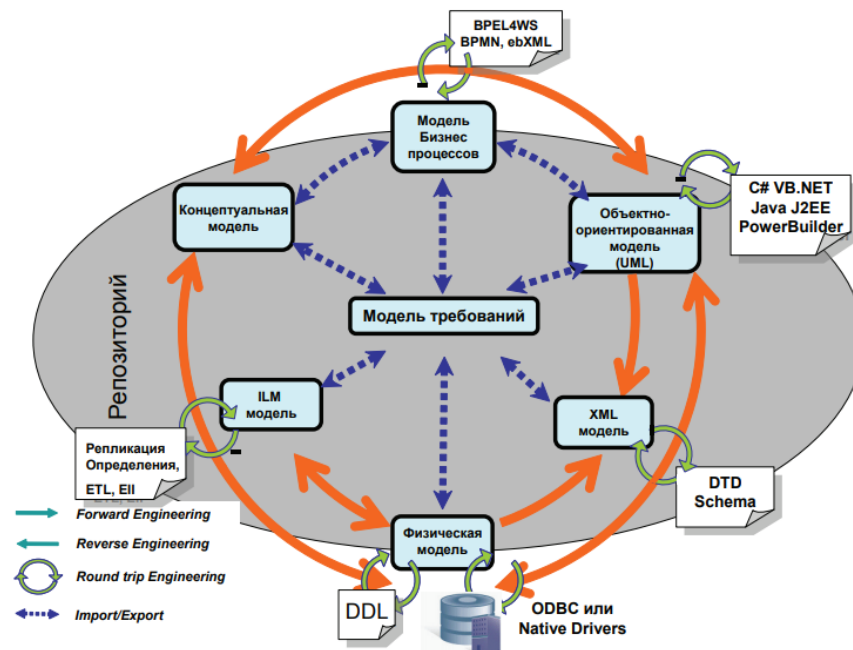 BPEL4WS
BPMN, ebXML
Модель
Бизнес
процессов
Концептуальная
модель
Объектно-
ориентированная
модель
(UML)
C# VB.NET
Java J2EE
PowerBuilder
Модель требований
Репозиторий
ILM
модель
XML
модель
Репликация
Определения,
ETL, EII
DTD
Schema
Физическая
модель
Forward Engineering
Reverse Engineering
Round trip Engineering
Import/Export
DDL
ODBC или
Native Drivers